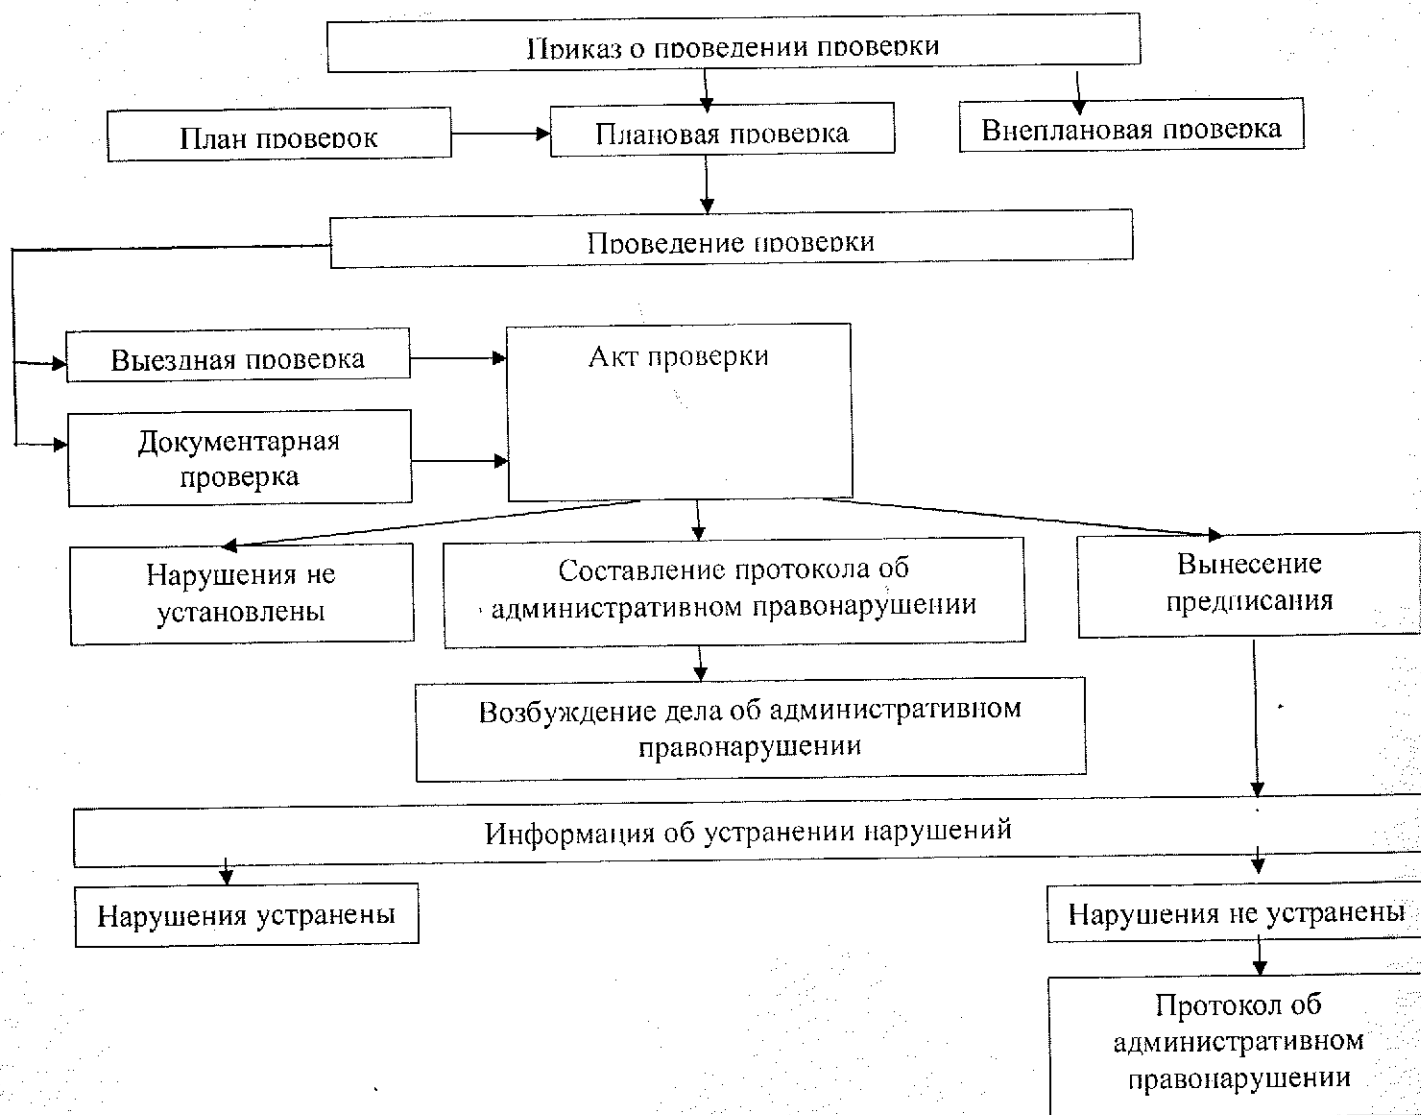 Приказ о проведении проверки
План проверок
Плановая проверка
Внеплановая проверка
Проведение проверки
Выездная проверка
Акт проверки
Документарная
проверка
Нарушения не
установлены
Составление протокола об
административном правонарушении
Вынесение
предписания
Возбуждение дела об административном
правонарушении
Информация об устранении нарушений
Нарушения устранены
Нарушения не устранены
Протокол об
административном
правонарушении